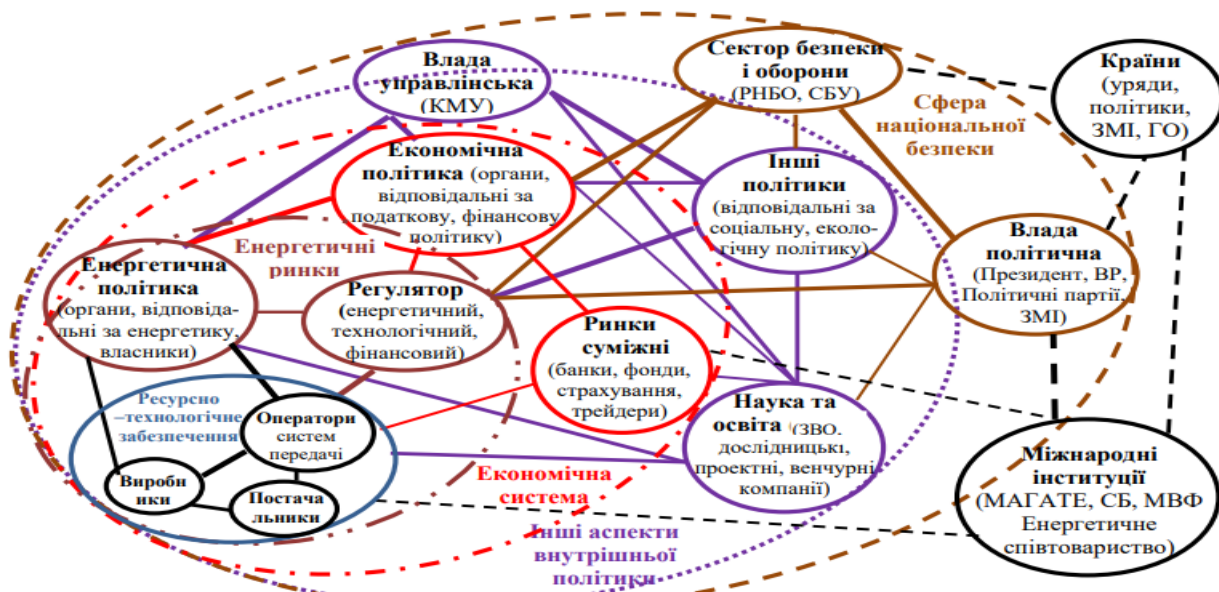 Влада
управлінська
(КМУ)
Сектор безпеки
і оборони
(РНБО, СБУ)
Країни
(уряди,
політики,
ЗМІ, ГО)
Сфера
національної
безпеки
Економічна
політика (органи,
відповідальні за
податкову, фінансову
політику)
Інші
політики
(відповідальні за
соціальну, еколо-
гічну політику)
Енергетичні
ринки
Влада
політична
(Президент, ВР,
Політичні партії,
ЗМІ)
Енергетична
політика
(органи, відповіда-
льні за енергетику,
власники)
Регулятор
(енергетичний,
технологічний,
фінансовий)
Ринки
суміжні
(банки, фонди,
страхування,
трейдери)
Ресурсно
–технологічне
забезпечення
Оператори
систем
передачі
Виробн
ики
Постача
льники
Наука та
освіта (ЗВО.
дослідницькі,
проектні, венчурні
компанії)
Економічна
система
Міжнародні
інституції
(МАГАТЕ, СБ, МВФ
Енергетичне
співтовариство)
Інші аспекти
внутрішньої
політики